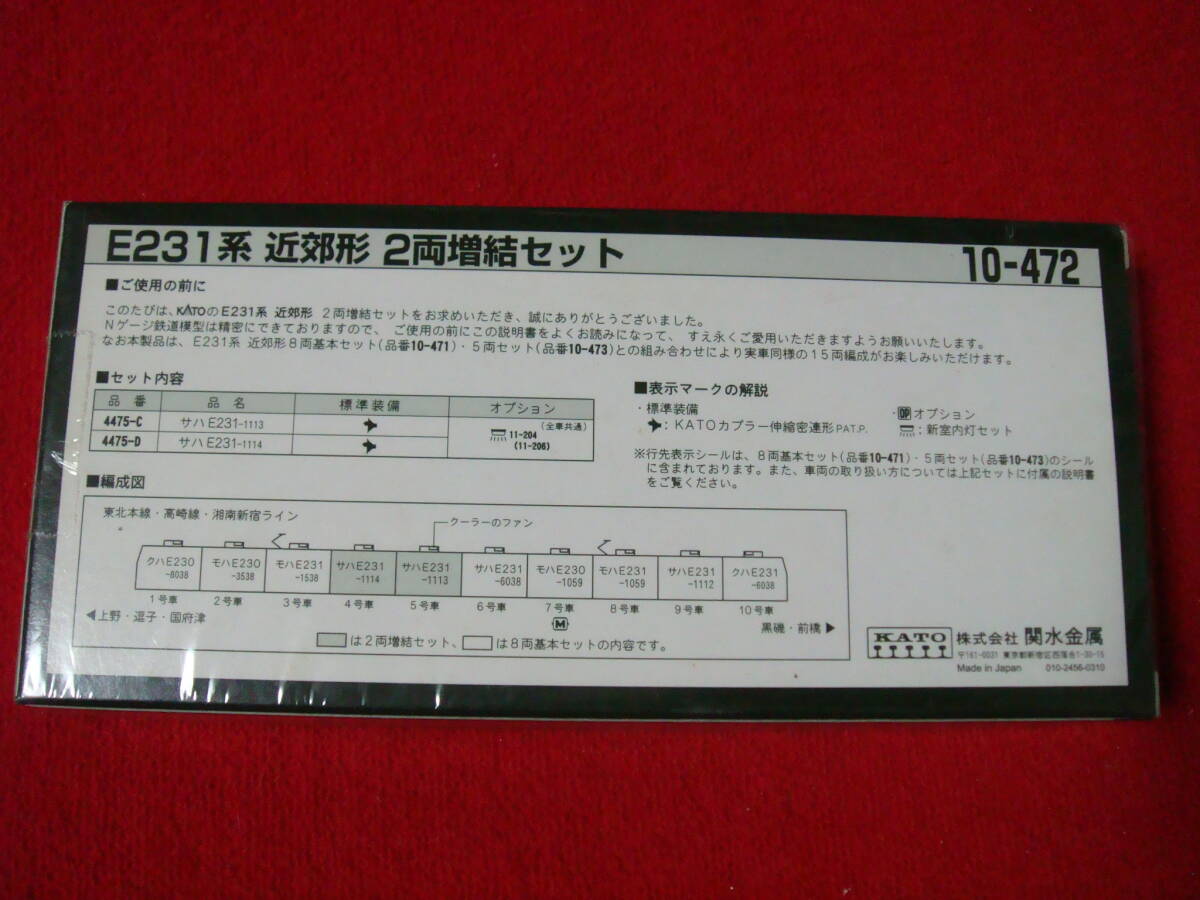 E231系 近郊形 2両増結セット
10-472
■ご使用の前に
このたびは、KATOのE231系 近郊形 2両増結セットをお求めいただき、誠にありがとうございました。
Nゲージ鉄道模型は精密にできておりますので、ご使用の前にこの説明書をよくお読みになって、すえ永くご愛用いただきますようお願いいたします。
なお本製品は、E231系 近郊形8両基本セット(品番10-471)・5両セット(品番10-473)との組み合わせにより実車同様の15両編成がお楽しみいただけます。
■セット内容
品番 品名 標準装備 オプション
4475-C サハE231-1113 (全車共通)
11-204
4475-D サハE231-1114 (11-206)
■表示マークの解説
・標準装備 ・OPオプション
:KATOカプラー伸縮密連形PAT.P. :新室内灯セット
※行先表示シールは、8両基本セット(品番10-471)・5両セット(品番10-473)のシール
に含まれております。また、車両の取り扱い方については上記セットに付属の説明書
をご覧ください。
■編成図
東北本線・高崎線・湘南新宿ライン
クーラーのファン
クハE230 モハE230 モハE231 サハE231 サハE231 サハE231 モハE230 モハE231 サハE231 クハE231
-8038 -3538 -1538 -1114 -1113 -6038 -1059 -1059 -1112 -6038
1号車 2号車 3号車 4号車 5号車 6号車 7号車 8号車 9号車 10号車
M
◀上野・逗子・国府津
黒磯・前橋▶
は2両増結セット、は8両基本セットの内容です。
KATO 株式会社 関水金属
〒161-0031 東京都新宿区西落合1-30-15
Made in Japan 010-2456-0310